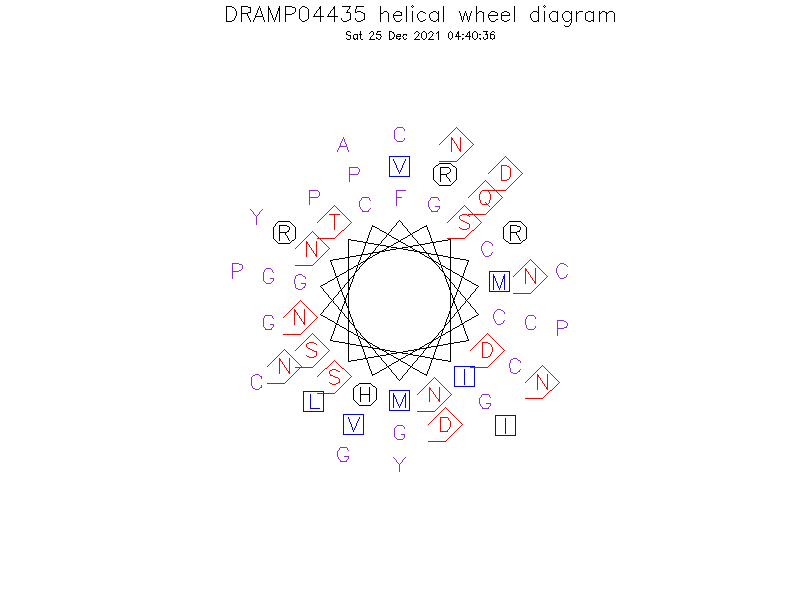 DRAMP04435 helical wheel diagram
Sat 25 Dec 2021 04:40:36
C
A N
V
P R D
P C F G Q
Y T S
R R
N C
P G G M N C
G N C C P
S D
N C
C S I N
L H M N G
V G D I
G
Y